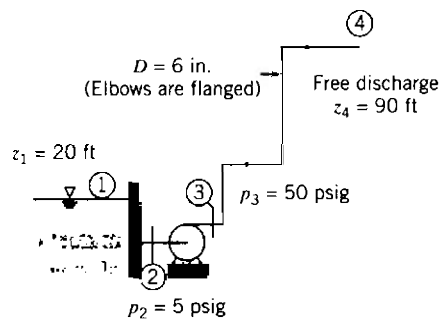 ④
D = 6 in.
(Elbows are flanged)
Free discharge
z₄ = 90 ft
z₁ = 20 ft
①
③
p₃ = 50 psig
②
p₂ = 5 psig